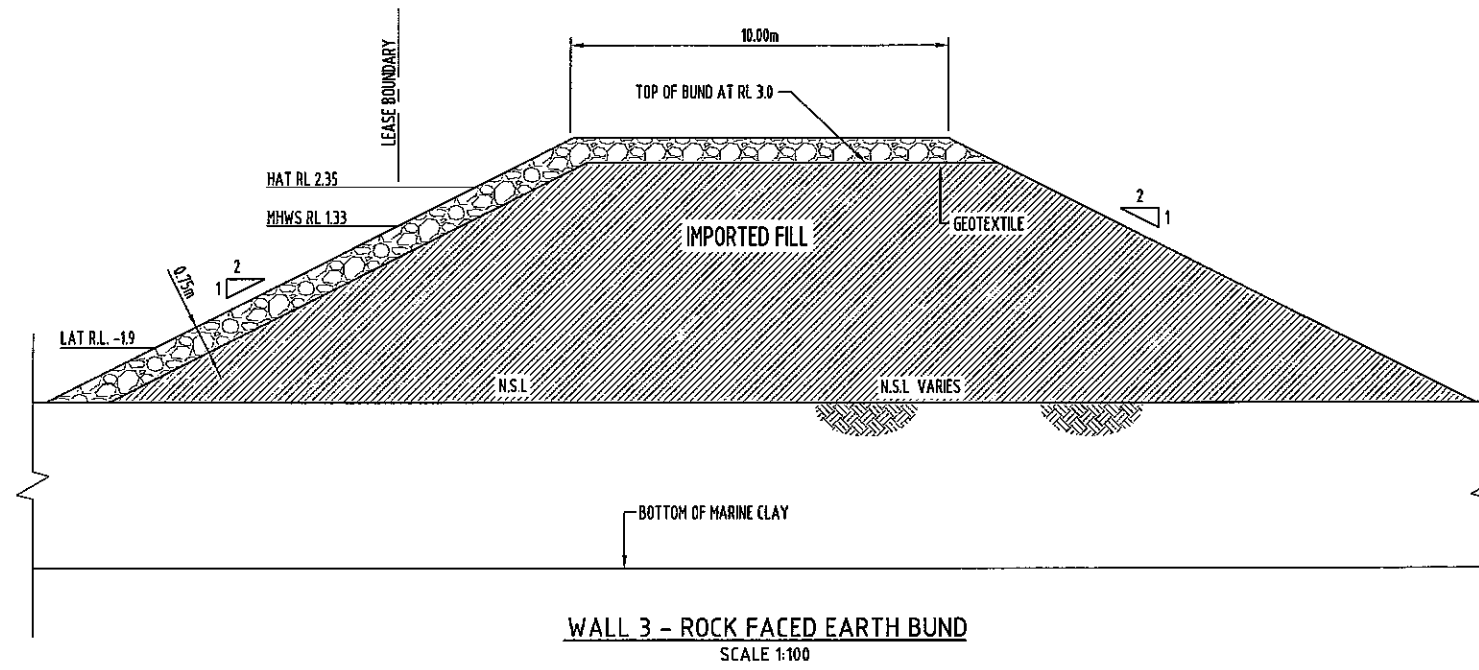 LEASE BOUNDARY
10.00m
TOP OF BUND AT RL 3.0
HAT RL 2.35
MHWS RL 1.33
IMPORTED FILL
GEOTEXTILE
2
1
2
1
0.75m
LAT R.L. -1.9
N.S.L
N.S.L VARIES
BOTTOM OF MARINE CLAY
WALL 3 - ROCK FACED EARTH BUND
SCALE 1:100